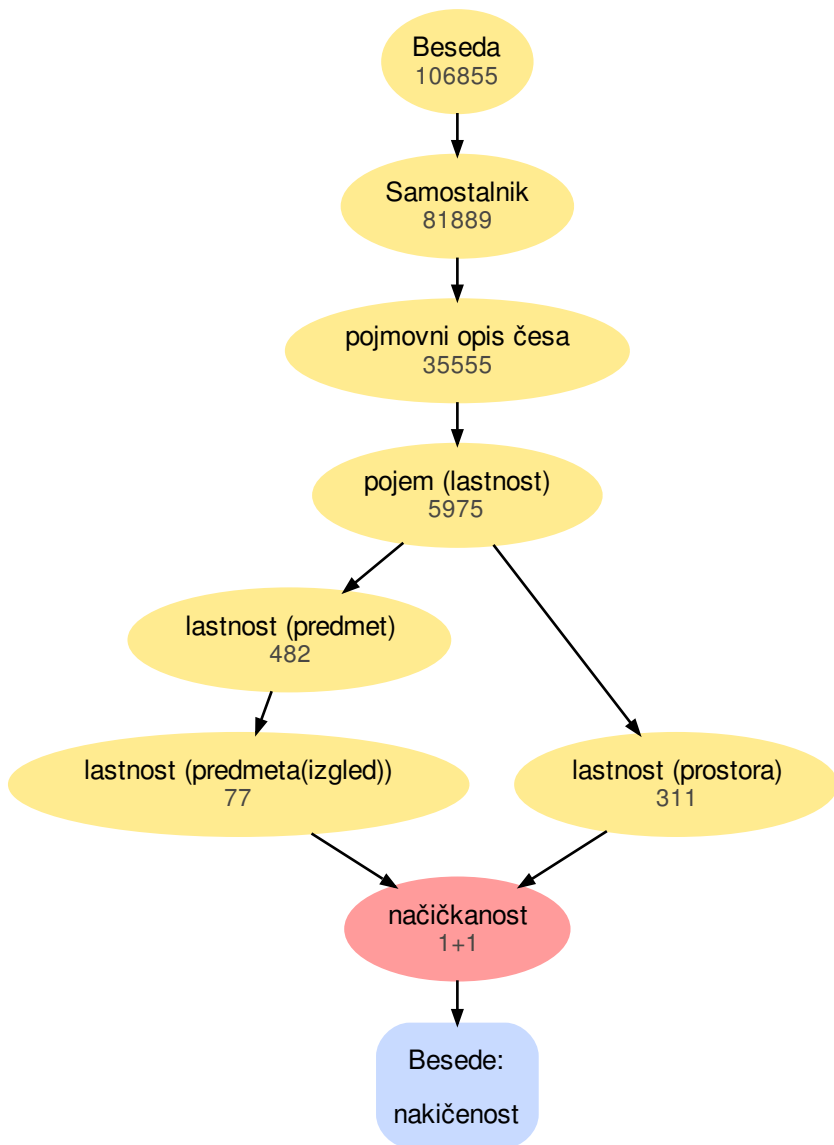 Beseda
106855
Samostalnik
81889
pojmovni opis česa
35555
pojem (lastnost)
5975
lastnost (predmet)
482
lastnost (predmeta(izgled))
77
lastnost (prostora)
311
načičkanost
1+1
Besede:
nakičenost